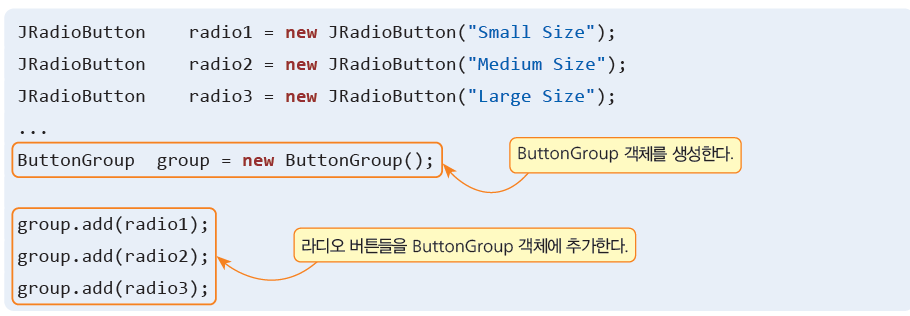 JRadioButton    radio1 = new JRadioButton("Small Size");
JRadioButton    radio2 = new JRadioButton("Medium Size");
JRadioButton    radio3 = new JRadioButton("Large Size");
...
ButtonGroup  group = new ButtonGroup();
ButtonGroup 객체를 생성한다.
group.add(radio1);
group.add(radio2);
group.add(radio3);
라디오 버튼들을 ButtonGroup 객체에 추가한다.